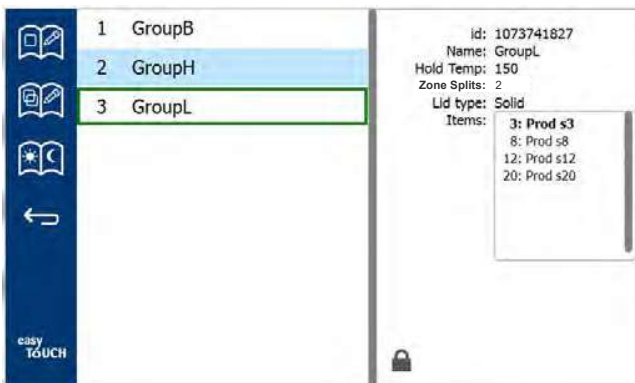 1 GroupB
2 GroupH
3 GroupL
easy
TOUCH
id: 1073741827
Name: GroupL
Hold Temp: 150
Zone Splits: 2
Lid type: Solid
Items:
3: Prod s3
8: Prod s8
12: Prod s12
20: Prod s20